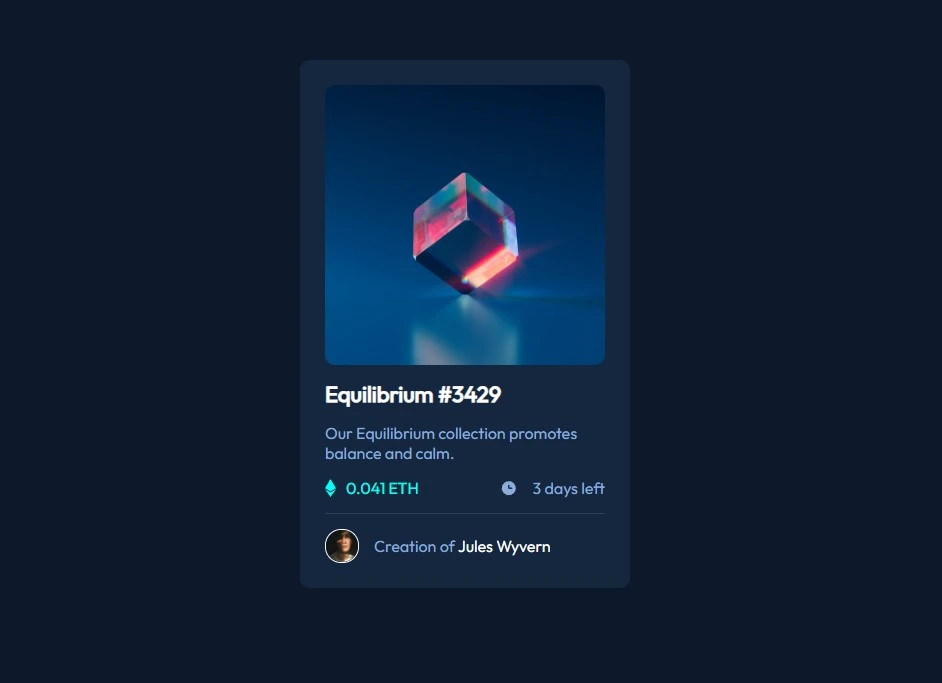 Equilibrium #3429
Our Equilibrium collection promotes
balance and calm.
0.041 ETH
3 days left
Creation of Jules Wyvern